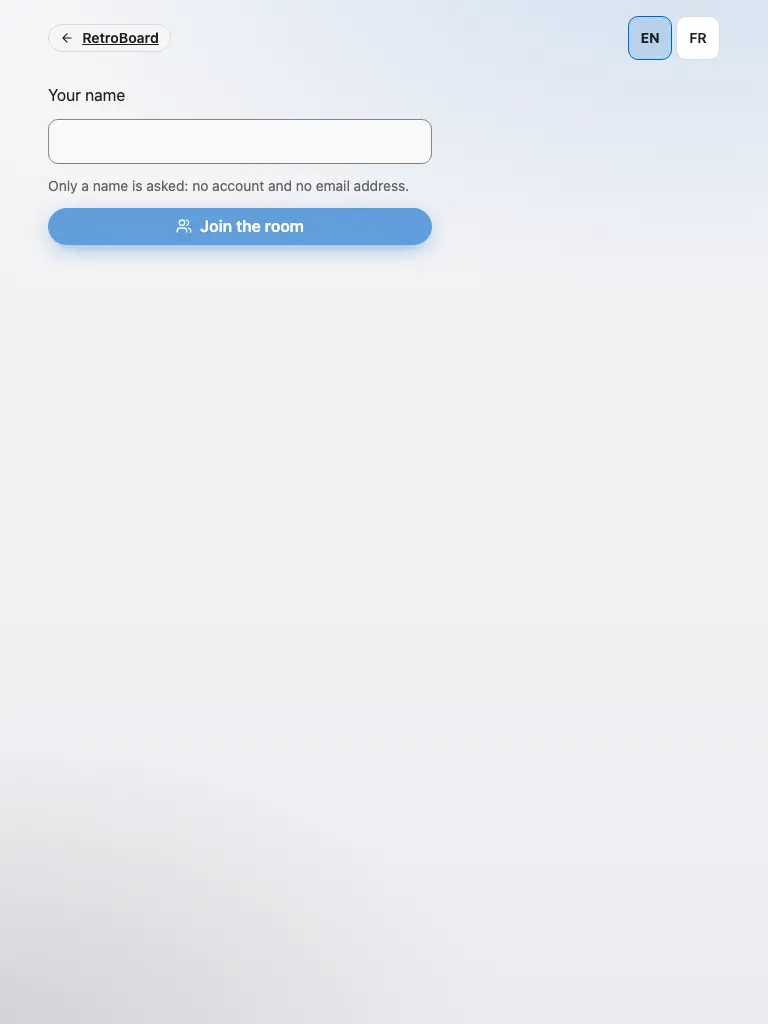 RetroBoard
EN
FR
Your name
Only a name is asked: no account and no email address.
Join the room